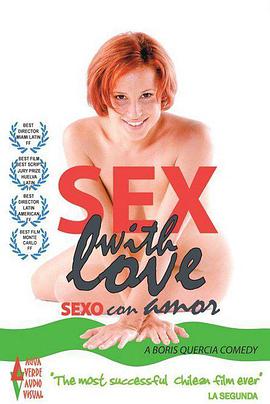 BEST
DIRECTOR
MIAMI LATIN
FF
BEST FILM
BEST SCRIPT
JURY PRIZE
HUELVA
LATIN
BEST
DIRECTOR
LATIN
AMERICAN
FF
BEST FILM
MONTE
CARLO
FF
SEX
with
love
SEXO con amor
A BORIS QUERCIA COMEDY
NUVA
VERDE
AUDIO
VISUAL
"The most successful chilean film ever"
LA SEGUNDA